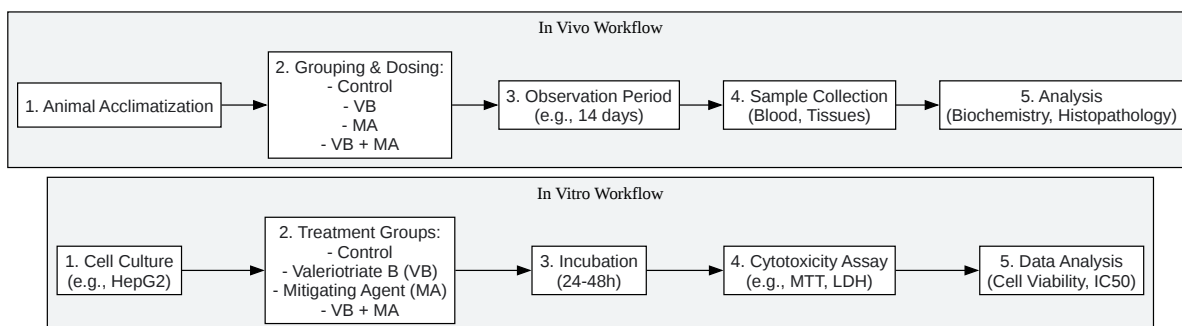 In Vivo Workflow
1. Animal Acclimatization
2. Grouping & Dosing:
- Control
- VB
- MA
- VB + MA
3. Observation Period
(e.g., 14 days)
4. Sample Collection
(Blood, Tissues)
5. Analysis
(Biochemistry, Histopathology)
In Vitro Workflow
1. Cell Culture
(e.g., HepG2)
2. Treatment Groups:
- Control
- Valeriotriate B (VB)
- Mitigating Agent (MA)
- VB + MA
3. Incubation
(24-48h)
4. Cytotoxicity Assay
(e.g., MTT, LDH)
5. Data Analysis
(Cell Viability, IC50)